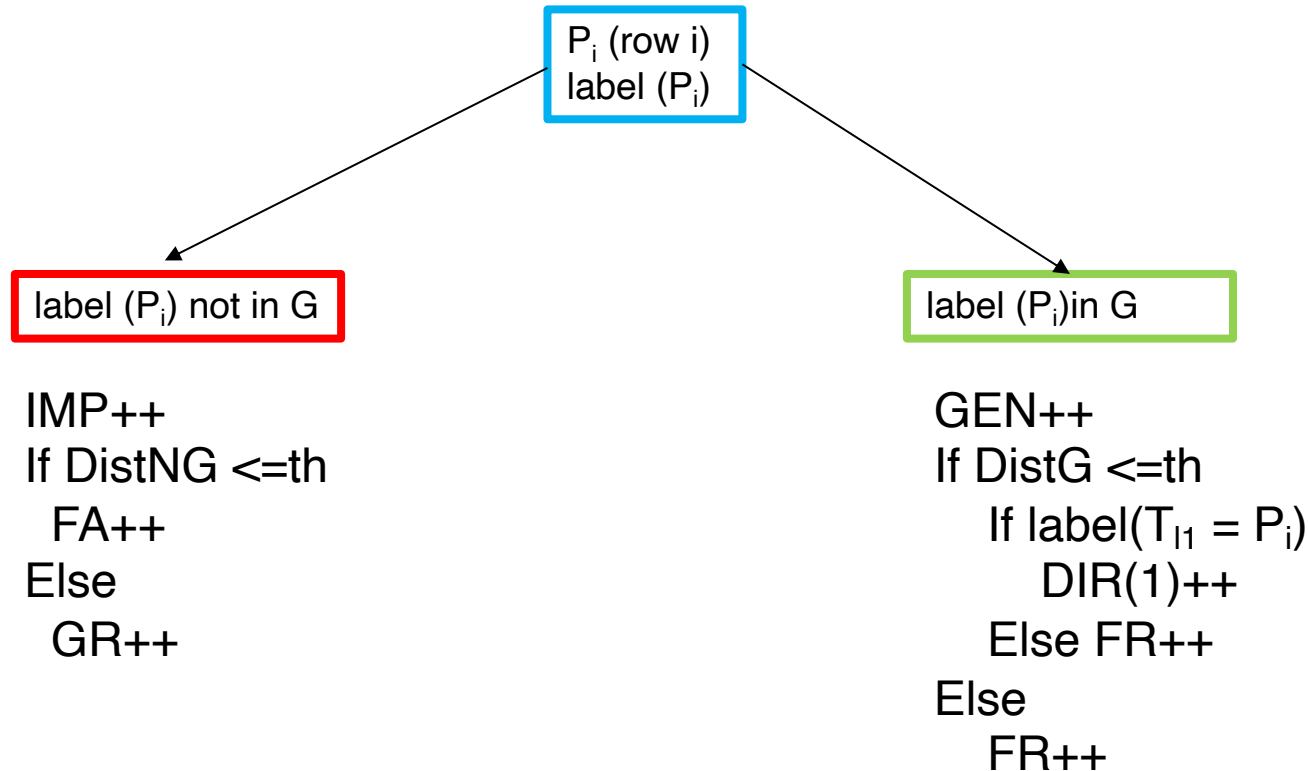 Pi (row i)
label (Pi)
label (Pi) not in G
IMP++
If DistNG <=th
FA++
Else
GR++
label (Pi)in G
GEN++
If DistG <=th
If label(Tl1 = Pi)
DIR(1)++
Else FR++
Else
FR++